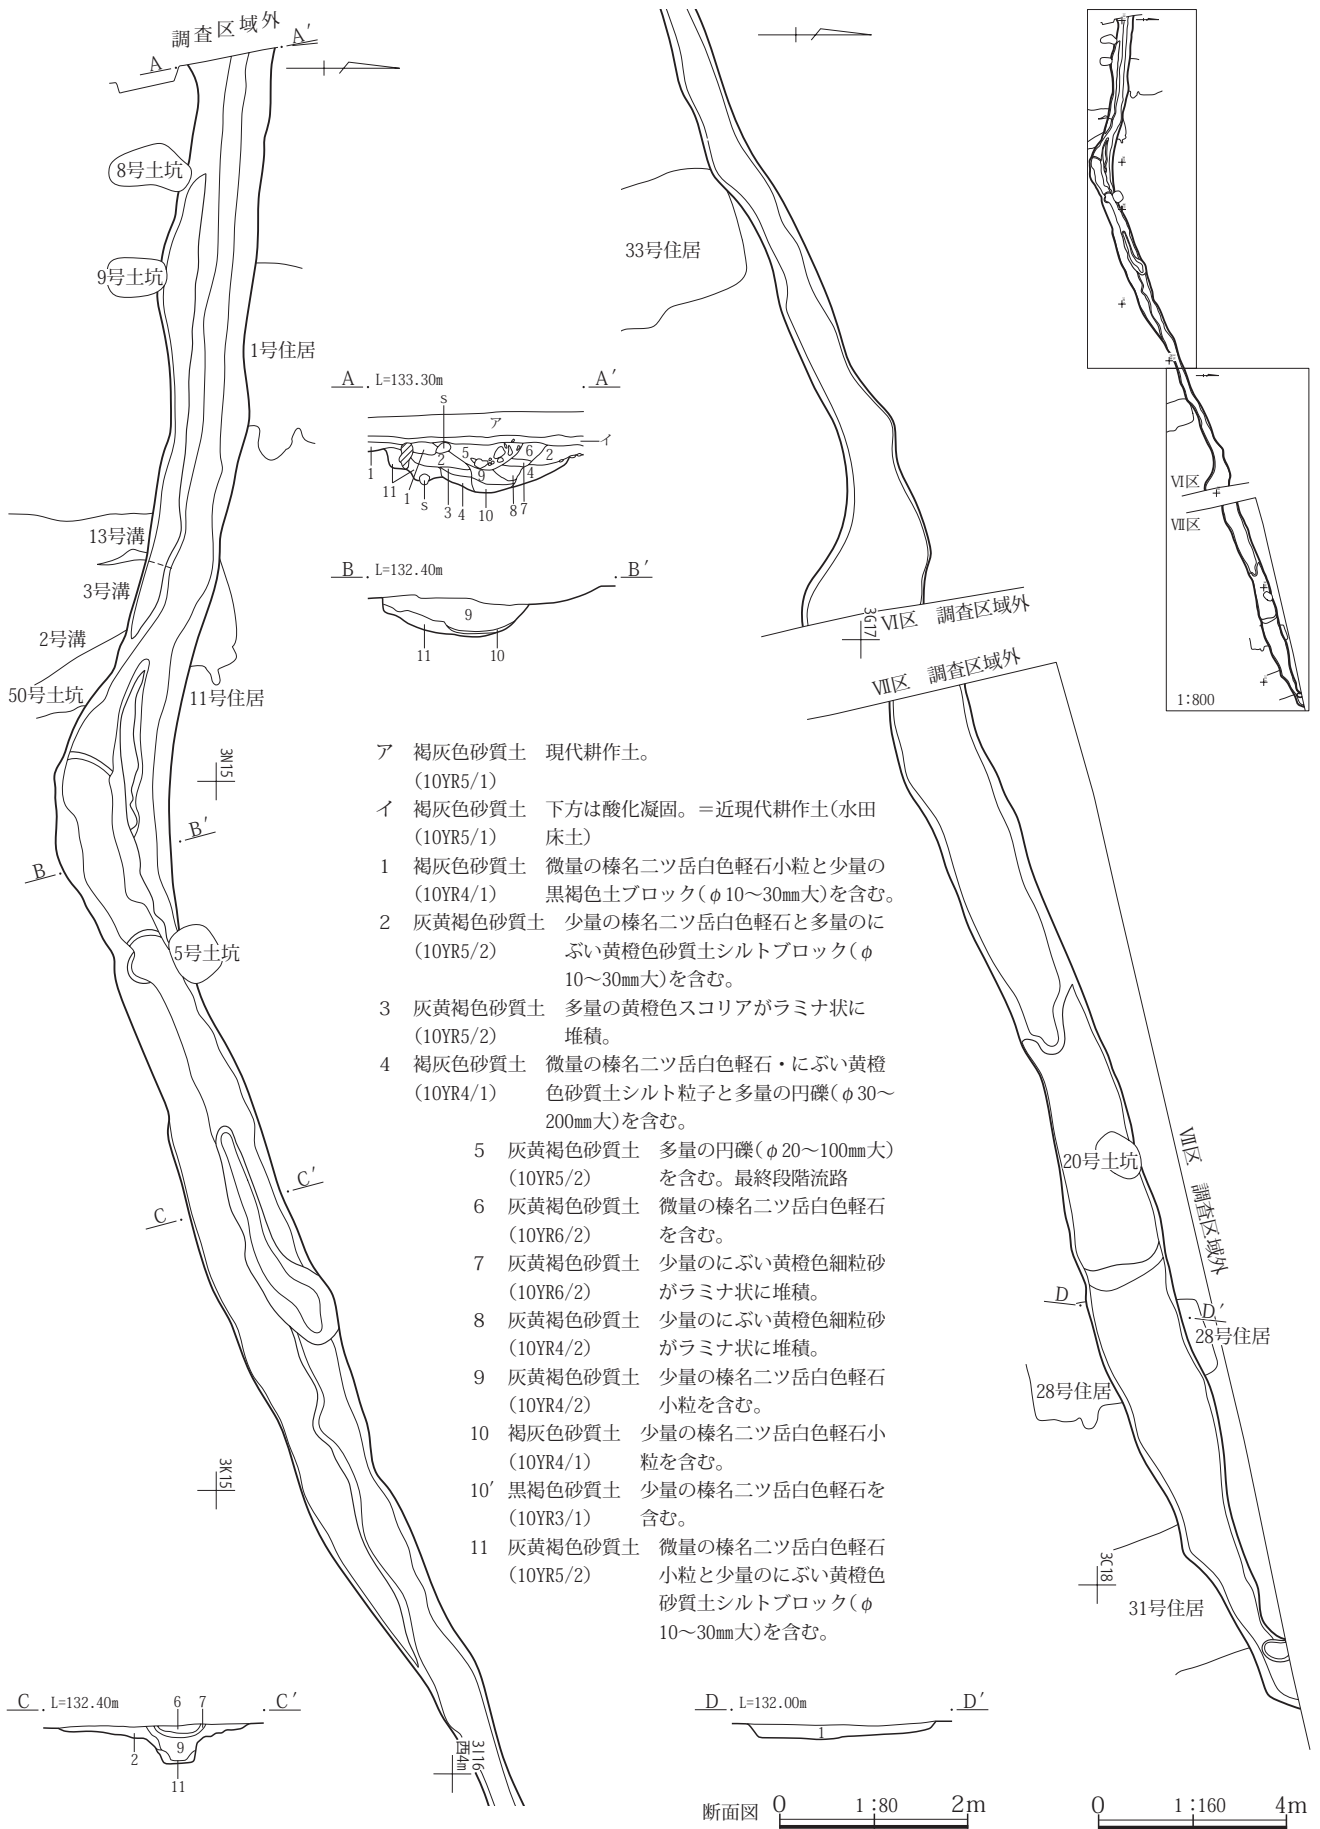 調査区域外
A
A′
8号土坑
9号土坑
1号住居
13号溝
3号溝
2号溝
50号土坑
11号住居
3N15
B
B′
5号土坑
C
C′
3K15
3I16
西4m
33号住居
3G17
Ⅵ区 調査区域外
Ⅶ区 調査区域外
20号土坑
Ⅶ区 調査区域外
D
D′
28号住居
28号住居
3C18
31号住居
Ⅵ区
Ⅶ区
1:800
A L=133.30m A′
s
ア
イ
1 11 1 2 s 3 4 5 9 10 8 7 4 6 2
B L=132.40m B′
9
11 10
ア 褐灰色砂質土 現代耕作土。
(10YR5/1)
イ 褐灰色砂質土 下方は酸化凝固。＝近現代耕作土(水田
(10YR5/1) 床土)
1 褐灰色砂質土 微量の榛名二ツ岳白色軽石小粒と少量の
(10YR4/1) 黒褐色土ブロック(φ10～30㎜大)を含む。
2 灰黄褐色砂質土 少量の榛名二ツ岳白色軽石と多量のに
(10YR5/2) ぶい黄橙色砂質土シルトブロック(φ
10～30㎜大)を含む。
3 灰黄褐色砂質土 多量の黄橙色スコリアがラミナ状に
(10YR5/2) 堆積。
4 褐灰色砂質土 微量の榛名二ツ岳白色軽石・にぶい黄橙
(10YR4/1) 色砂質土シルト粒子と多量の円礫(φ30～
200㎜大)を含む。
5 灰黄褐色砂質土 多量の円礫(φ20～100㎜大)
(10YR5/2) を含む。最終段階流路
6 灰黄褐色砂質土 微量の榛名二ツ岳白色軽石
(10YR6/2) を含む。
7 灰黄褐色砂質土 少量のにぶい黄橙色細粒砂
(10YR6/2) がラミナ状に堆積。
8 灰黄褐色砂質土 少量のにぶい黄橙色細粒砂
(10YR4/2) がラミナ状に堆積。
9 灰黄褐色砂質土 少量の榛名二ツ岳白色軽石
(10YR4/2) 小粒を含む。
10 褐灰色砂質土 少量の榛名二ツ岳白色軽石小
(10YR4/1) 粒を含む。
10′ 黒褐色砂質土 少量の榛名二ツ岳白色軽石を
(10YR3/1) 含む。
11 灰黄褐色砂質土 微量の榛名二ツ岳白色軽石
(10YR5/2) 小粒と少量のにぶい黄橙色
砂質土シルトブロック(φ
10～30㎜大)を含む。
C L=132.40m C′
6 7
9
2
11
D L=132.00m D′
1
断面図 0 1:80 2m
0 1:160 4m